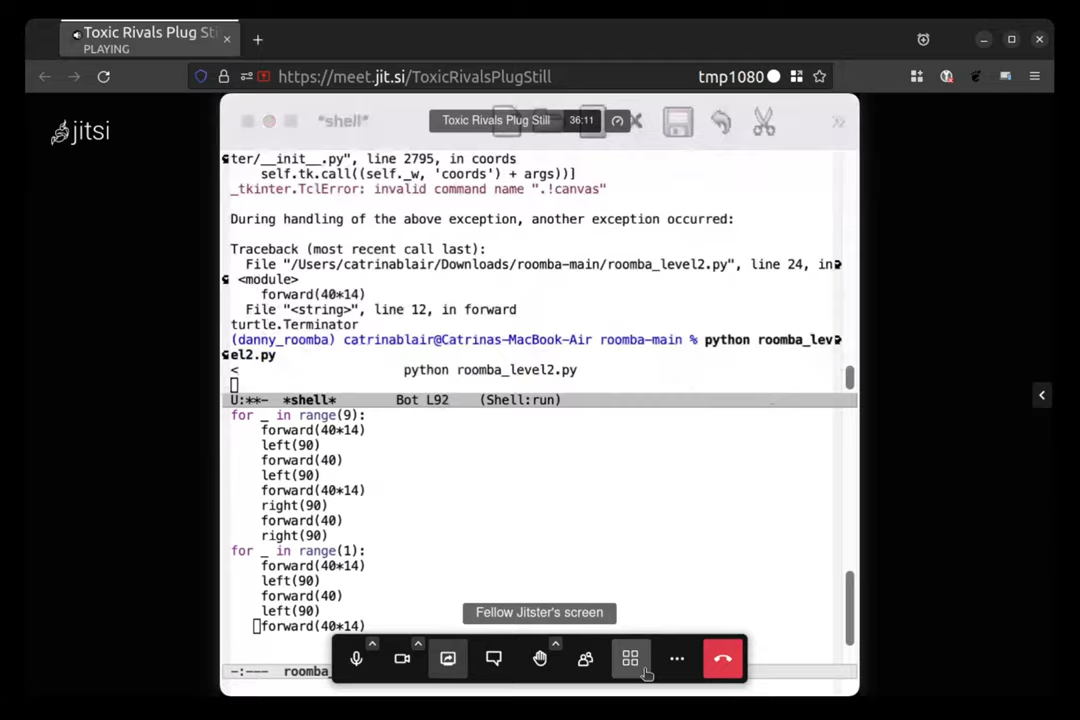 Toxic Rivals Plug Sti
PLAYING
https://meet.jit.si/ToxicRivalsPlugStill
tmp1080
jitsi
*shell*
Toxic Rivals Plug Still
36:11
ter/__init__.py", line 2795, in coords
self.tk.call((self._w, 'coords') + args))]
_tkinter.TclError: invalid command name ".!canvas"
During handling of the above exception, another exception occurred:
Traceback (most recent call last):
File "/Users/catrinablair/Downloads/roomba-main/roomba_level2.py", line 24, in
<module>
forward(40*14)
File "<string>", line 12, in forward
turtle.Terminator
(danny_roomba) catrinablair@Catrinas-MacBook-Air roomba-main % python roomba_lev
el2.py
< python roomba_level2.py
U:**- *shell* Bot L92 (Shell:run)
for _ in range(9):
forward(40*14)
left(90)
forward(40)
left(90)
forward(40*14)
right(90)
forward(40)
right(90)
for _ in range(1):
forward(40*14)
left(90)
forward(40)
left(90)
forward(40*14)
Fellow Jitster's screen
-:--- roomba_